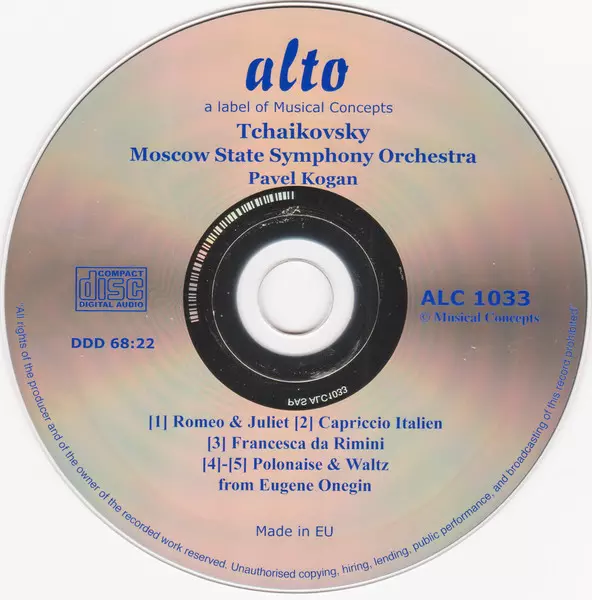 alto
a label of Musical Concepts
Tchaikovsky
Moscow State Symphony Orchestra
Pavel Kogan
COMPACT
disc
DIGITAL AUDIO
DDD 68:22
ALC 1033
© Musical Concepts
PAS ALC1033
[1] Romeo & Juliet [2] Capriccio Italien
[3] Francesca da Rimini
[4]-[5] Polonaise & Waltz
from Eugene Onegin
Made in EU
'All rights of the producer and of the owner of the recorded work reserved. Unauthorised copying, hiring, lending, public performance, and broadcasting of this record prohibited'